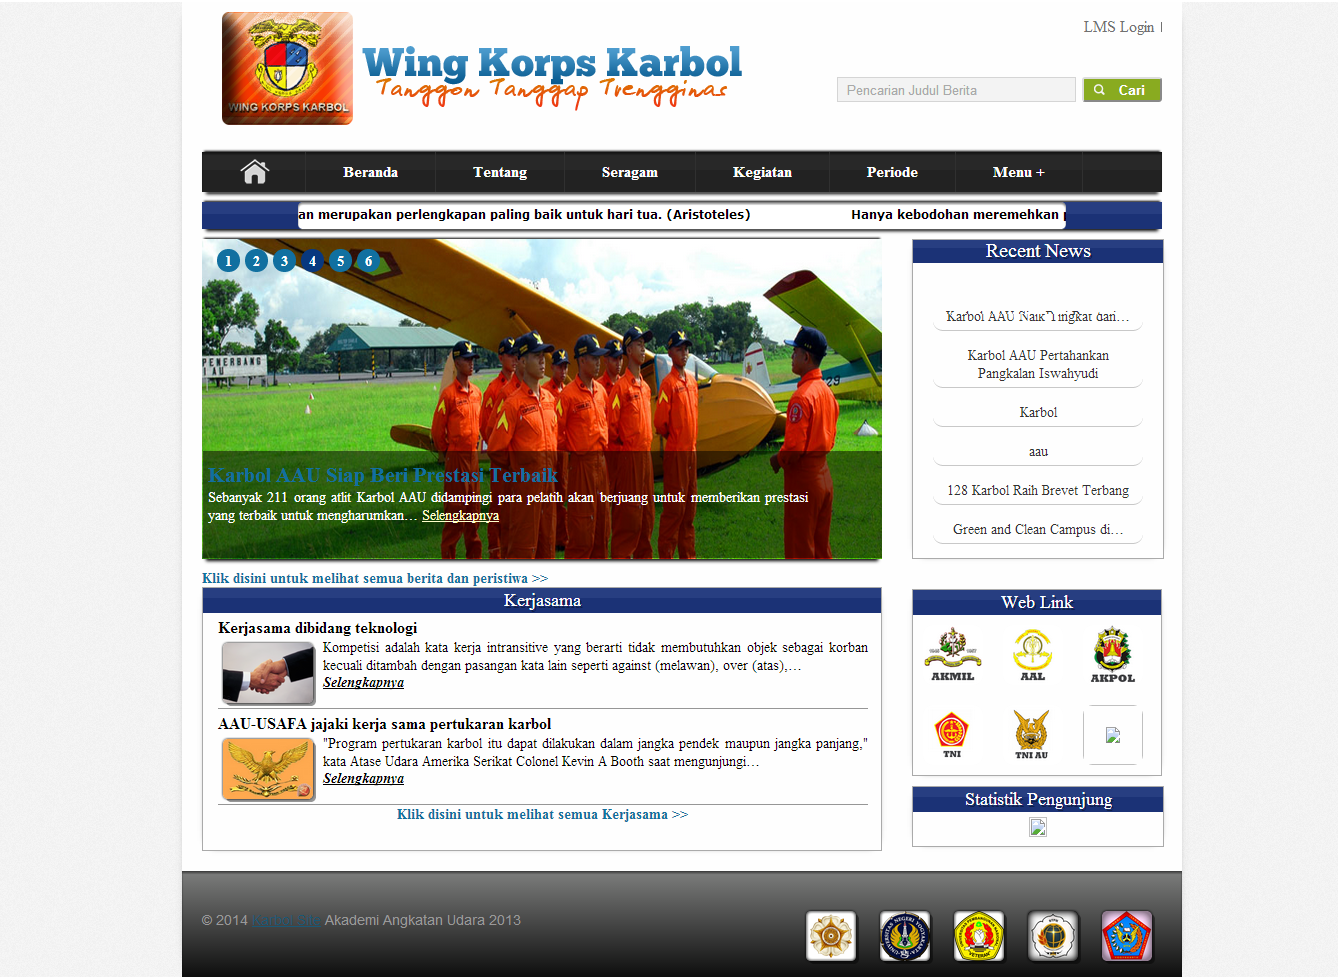 LMS Login
WING KORPS KARBOL
Wing Korps Karbol
Tanggon Tanggap Trengginas
Pencarian Judul Berita
Cari
Beranda Tentang Seragam Kegiatan Periode Menu +
an merupakan perlengkapan paling baik untuk hari tua. (Aristoteles) Hanya kebodohan meremehkan
1 2 3 4 5 6
PENERBANG
I AU
Karbol AAU Siap Beri Prestasi Terbaik
Sebanyak 211 orang atlit Karbol AAU didampingi para pelatih akan berjuang untuk memberikan prestasi
yang terbaik untuk mengharumkan... Selengkapnya
Klik disini untuk melihat semua berita dan peristiwa >>
Recent News
Karbol AAU Naik Tingkat dari...
Karbol AAU Pertahankan
Pangkalan Iswahyudi
Karbol
aau
128 Karbol Raih Brevet Terbang
Green and Clean Campus di...
Kerjasama
Kerjasama dibidang teknologi
Kompetisi adalah kata kerja intransitive yang berarti tidak membutuhkan objek sebagai korban
kecuali ditambah dengan pasangan kata lain seperti against (melawan), over (atas),...
Selengkapnya
AAU-USAFA jajaki kerja sama pertukaran karbol
"Program pertukaran karbol itu dapat dilakukan dalam jangka pendek maupun jangka panjang,"
kata Atase Udara Amerika Serikat Colonel Kevin A Booth saat mengunjungi...
Selengkapnya
Klik disini untuk melihat semua Kerjasama >>
Web Link
AKMIL AAL AKPOL
TNI TNI AU
Statistik Pengunjung
© 2014 Akademi Angkatan Udara 2013